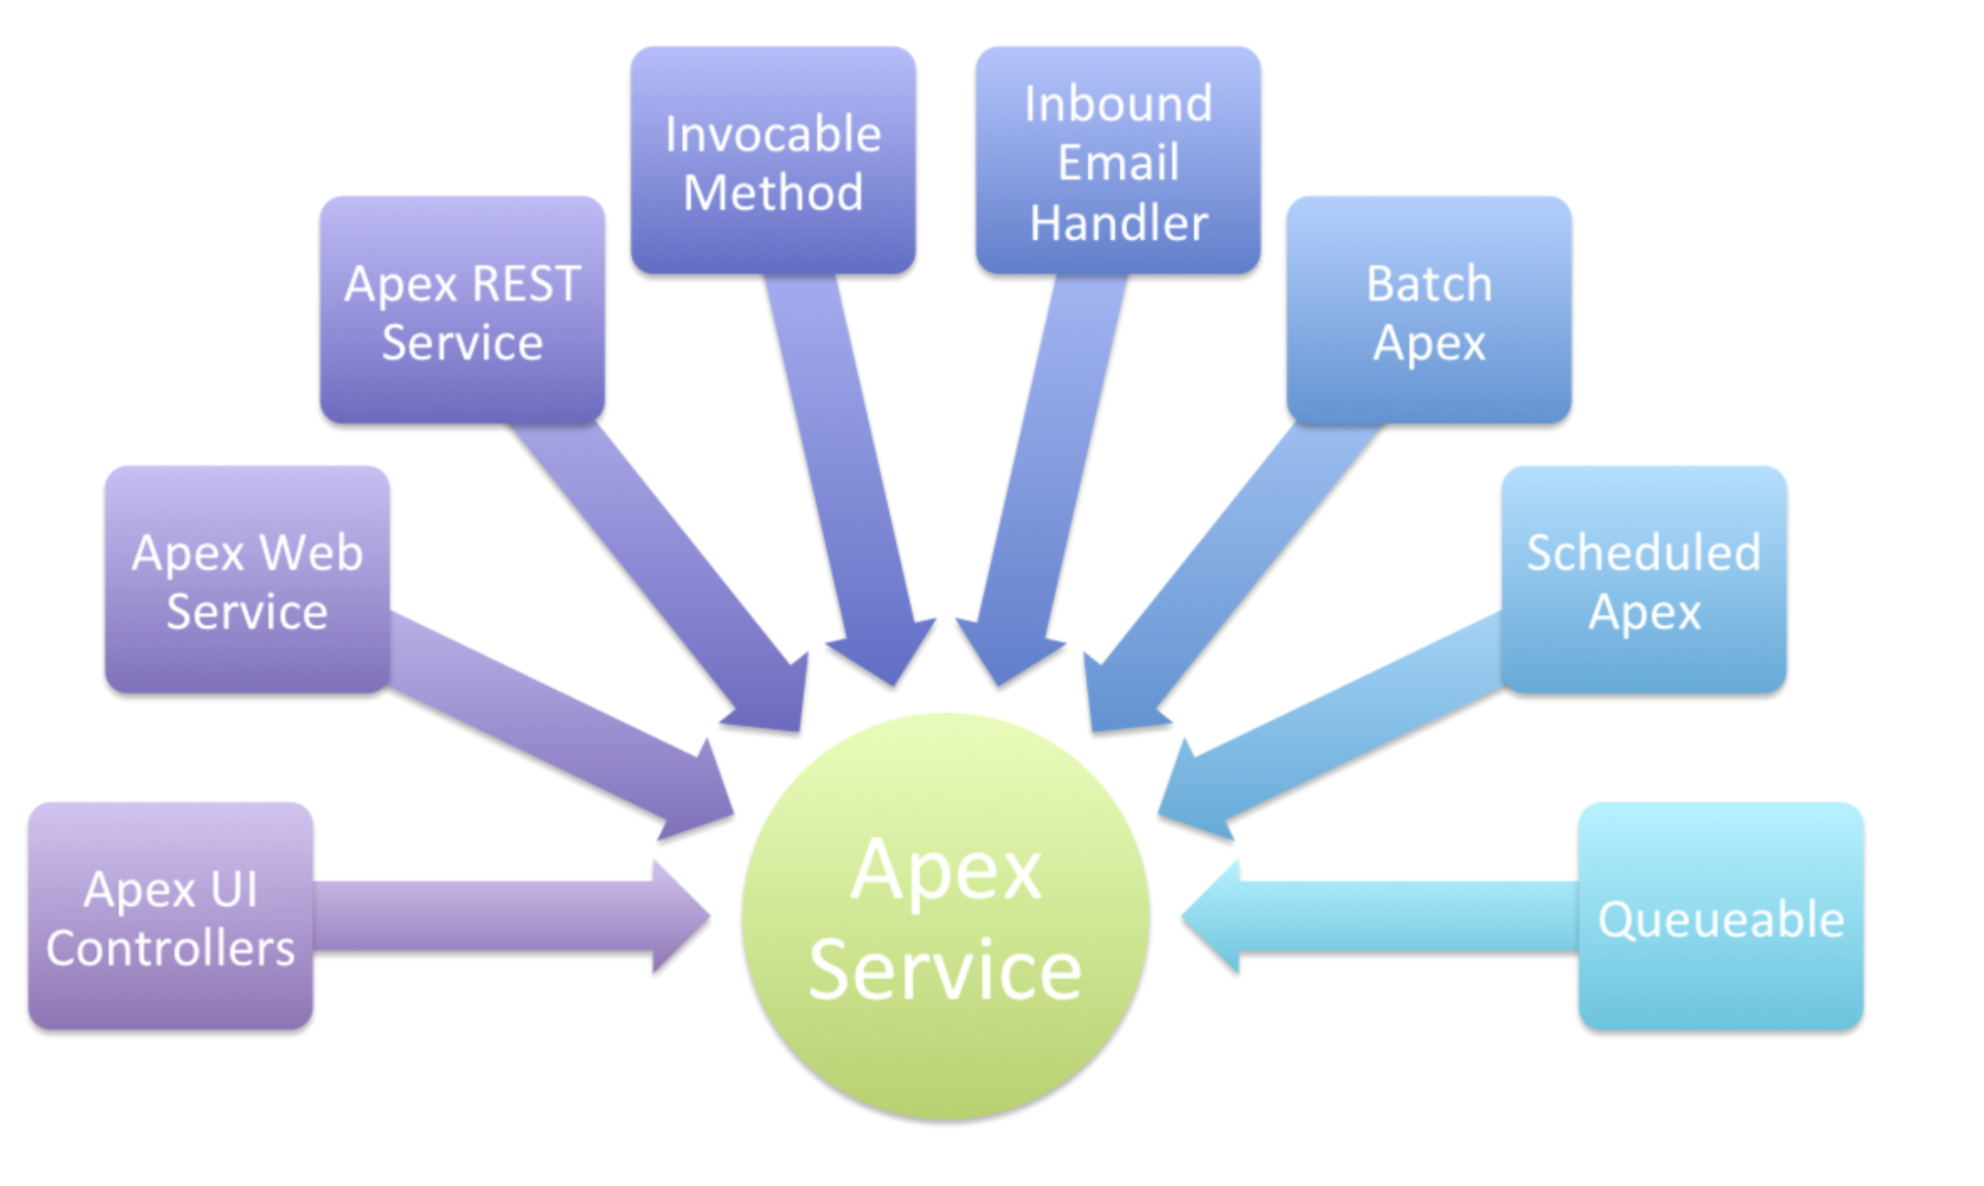 Invocable
Method
Inbound
Email
Handler
Apex REST
Service
Batch
Apex
Apex Web
Service
Scheduled
Apex
Apex UI
Controllers
Apex
Service
Queueable